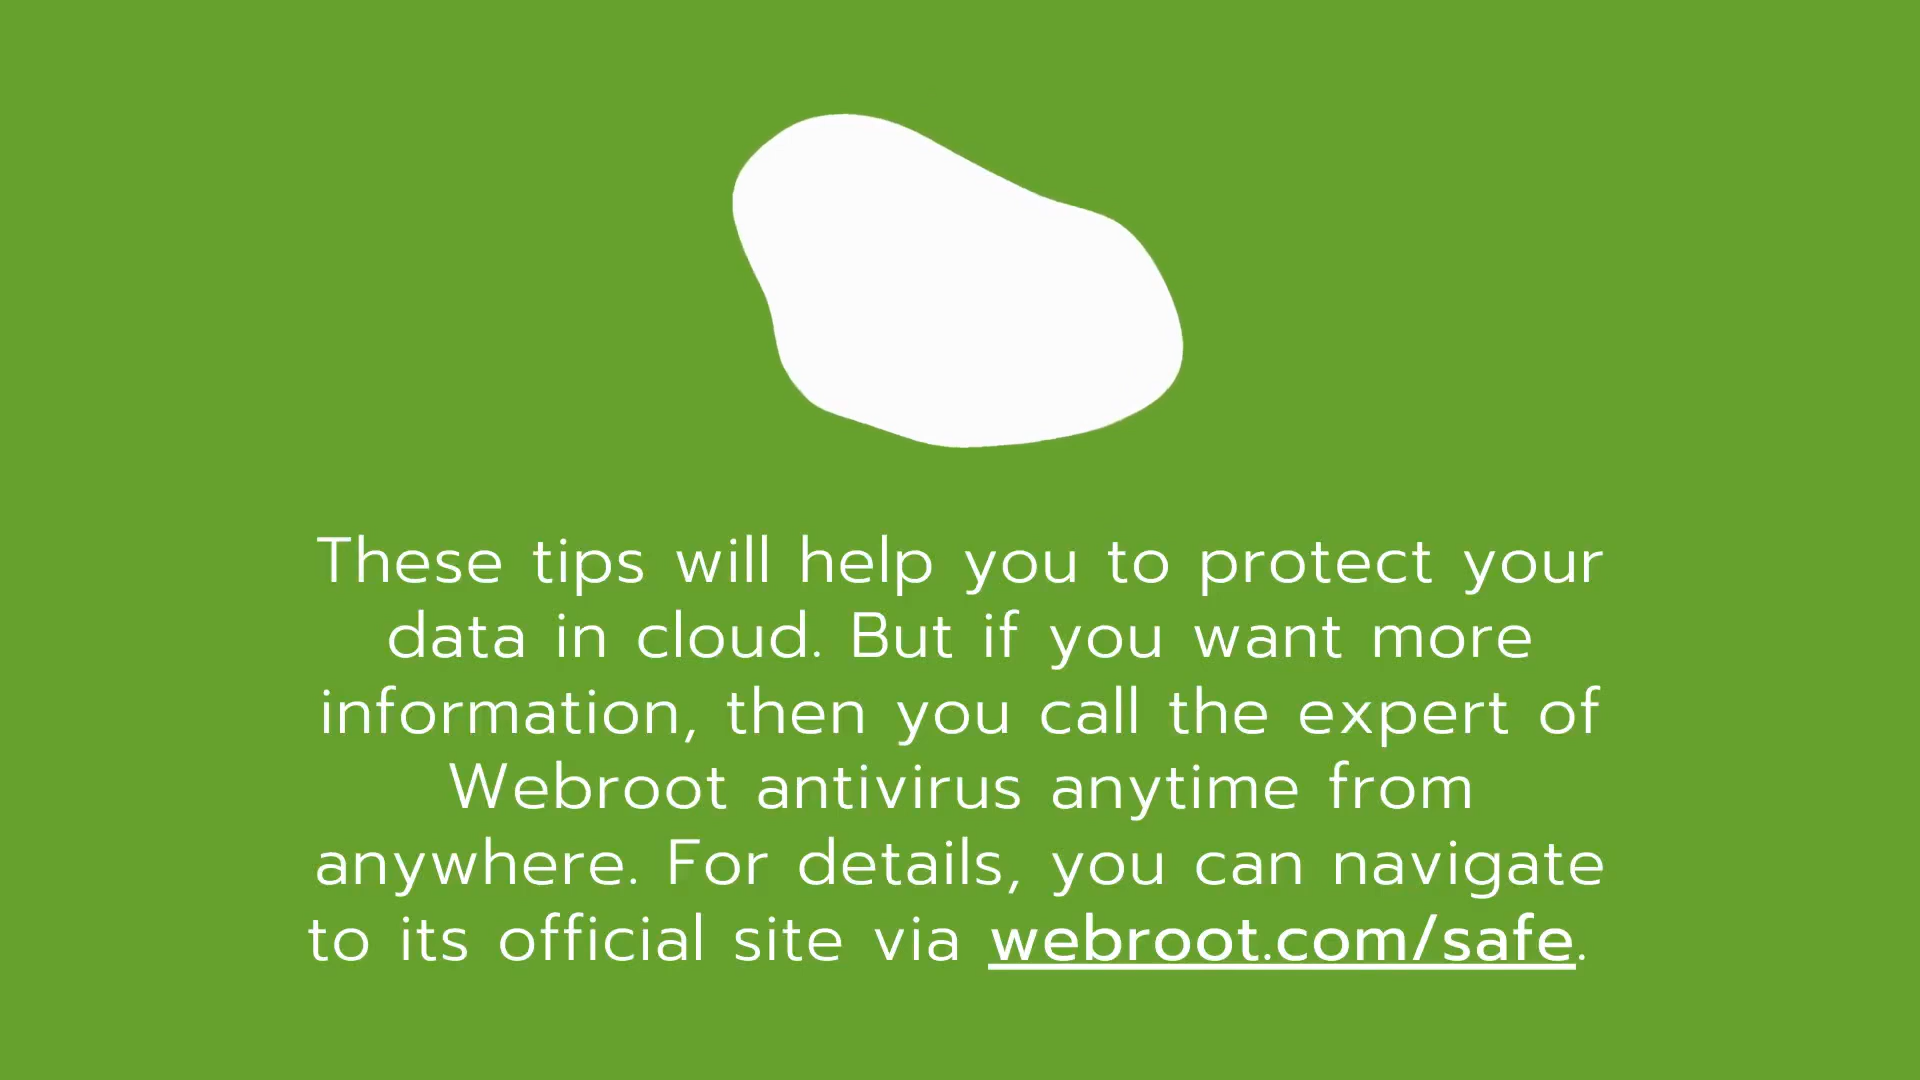 These tips will help you to protect your
data in cloud. But if you want more
information, then you call the expert of
Webroot antivirus anytime from
anywhere. For details, you can navigate
to its official site via webroot.com/safe.